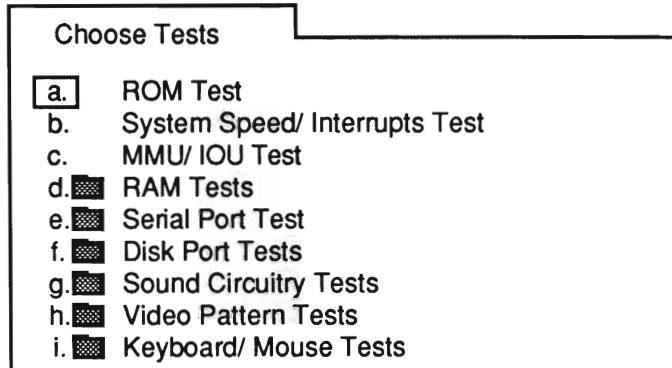 Choose Tests
a. ROM Test
b. System Speed/ Interrupts Test
c. MMU/ IOU Test
d. RAM Tests
e. Serial Port Test
f. Disk Port Tests
g. Sound Circuitry Tests
h. Video Pattern Tests
i. Keyboard/ Mouse Tests